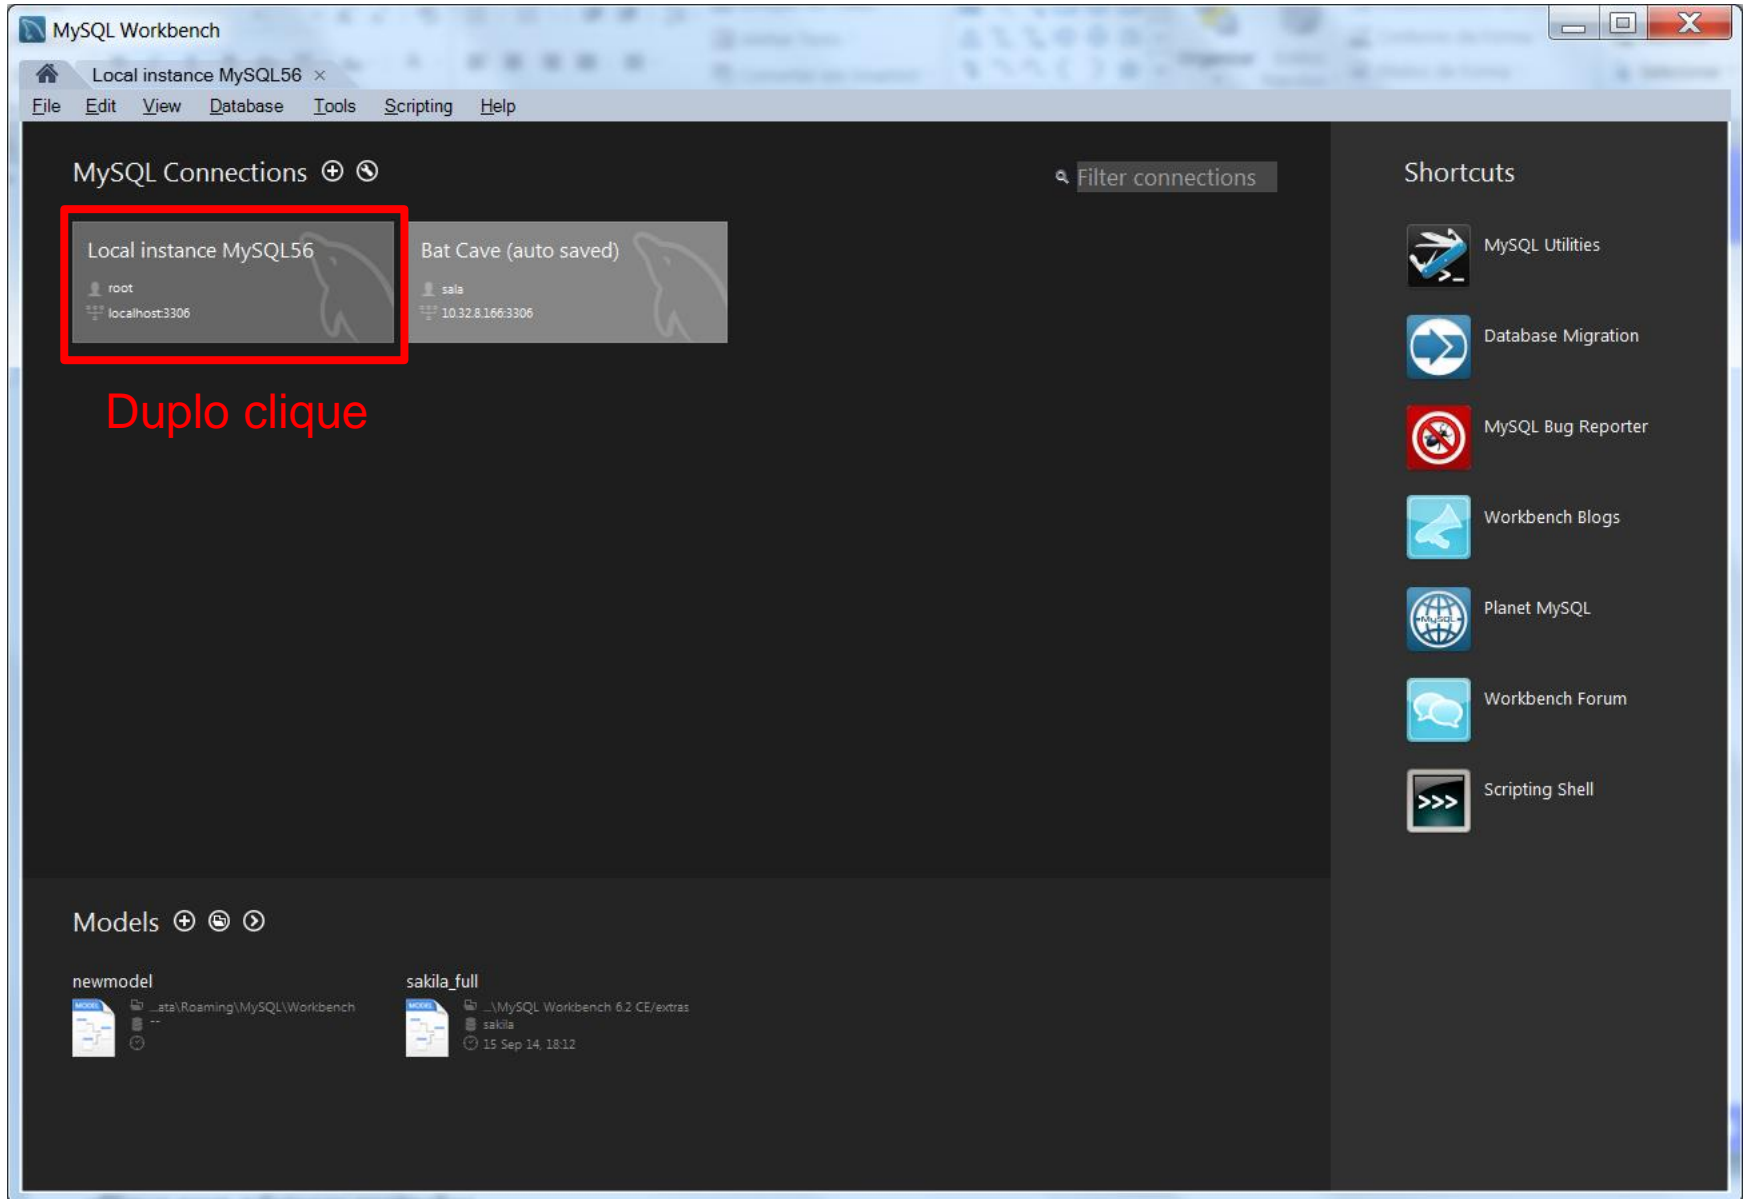 MySQL Workbench
Local instance MySQL56 ×
File Edit View Database Tools Scripting Help
MySQL Connections
Filter connections
Local instance MySQL56
root
localhost:3306
Bat Cave (auto saved)
sala
10.32.8.166:3306
Duplo clique
Shortcuts
MySQL Utilities
Database Migration
MySQL Bug Reporter
Workbench Blogs
MySQL
Planet MySQL
Workbench Forum
>>>
Scripting Shell
Models
newmodel
MODEL
...ata\Roaming\MySQL\Workbench
--
sakila_full
MODEL
...\MySQL Workbench 6.2 CE/extras
sakila
15 Sep 14, 18:12